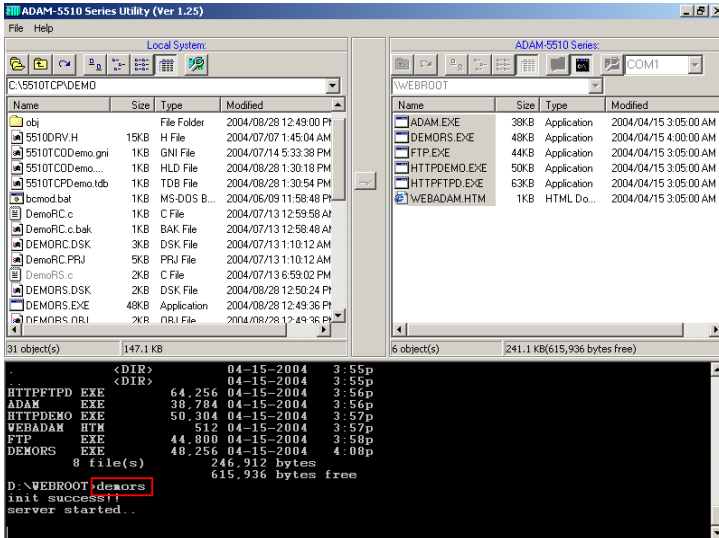 ADAM-5510 Series Utility (Ver 1.25)
File Help
Local System:
ADAM-5510 Series:
COM1
C:\5510TCP\DEMO
\WEBROOT
Name Size Type Modified
obj File Folder 2004/08/28 12:49:00 PM
5510DRV.H 15KB H File 2004/07/07 1:45:04 AM
5510TCODemo.gni 1KB GNI File 2004/07/14 5:33:38 PM
5510TCODemo.... 1KB HLD File 2004/08/28 1:30:18 PM
5510TCPDemo.tdb 1KB TDB File 2004/08/28 1:30:54 PM
bcmod.bat 1KB MS-DOS B... 2004/06/09 11:58:48 PM
DemoRC.c 1KB C File 2004/07/13 12:59:58 AM
DemoRC.c.bak 1KB BAK File 2004/07/13 12:58:48 AM
DEMORC.DSK 3KB DSK File 2004/07/13 1:10:12 AM
DemoRC.PRJ 5KB PRJ File 2004/07/13 1:10:12 AM
DemoRS.c 2KB C File 2004/07/13 6:59:02 PM
DEMORS.DSK 2KB DSK File 2004/08/28 12:50:24 PM
DEMORS.EXE 48KB Application 2004/08/28 12:49:36 PM
DEMORS.OBJ 2KB OBJ File 2004/08/28 12:49:36 PM
31 object(s) 147.1 KB
Name Size Type Modified
ADAM.EXE 38KB Application 2004/04/15 3:05:00 AM
DEMORS.EXE 48KB Application 2004/04/15 4:00:00 AM
FTP.EXE 44KB Application 2004/04/15 3:05:00 AM
HTTPDEMO.EXE 50KB Application 2004/04/15 3:05:00 AM
HTTPFTPD.EXE 63KB Application 2004/04/15 3:05:00 AM
WEBADAM.HTM 1KB HTML Do... 2004/04/15 3:05:00 AM
6 object(s) 241.1 KB(615,936 bytes free)
. <DIR> 04-15-2004 3:55p
.. <DIR> 04-15-2004 3:55p
HTTPFTPD EXE 64,256 04-15-2004 3:56p
ADAM EXE 38,784 04-15-2004 3:56p
HTTPDEMO EXE 50,304 04-15-2004 3:57p
WEBADAM HTM 512 04-15-2004 3:57p
FTP EXE 44,800 04-15-2004 3:58p
DEMORS EXE 48,256 04-15-2004 4:08p
8 file(s) 246,912 bytes
615,936 bytes free
D:\WEBROOT>demors
init success!!
server started..